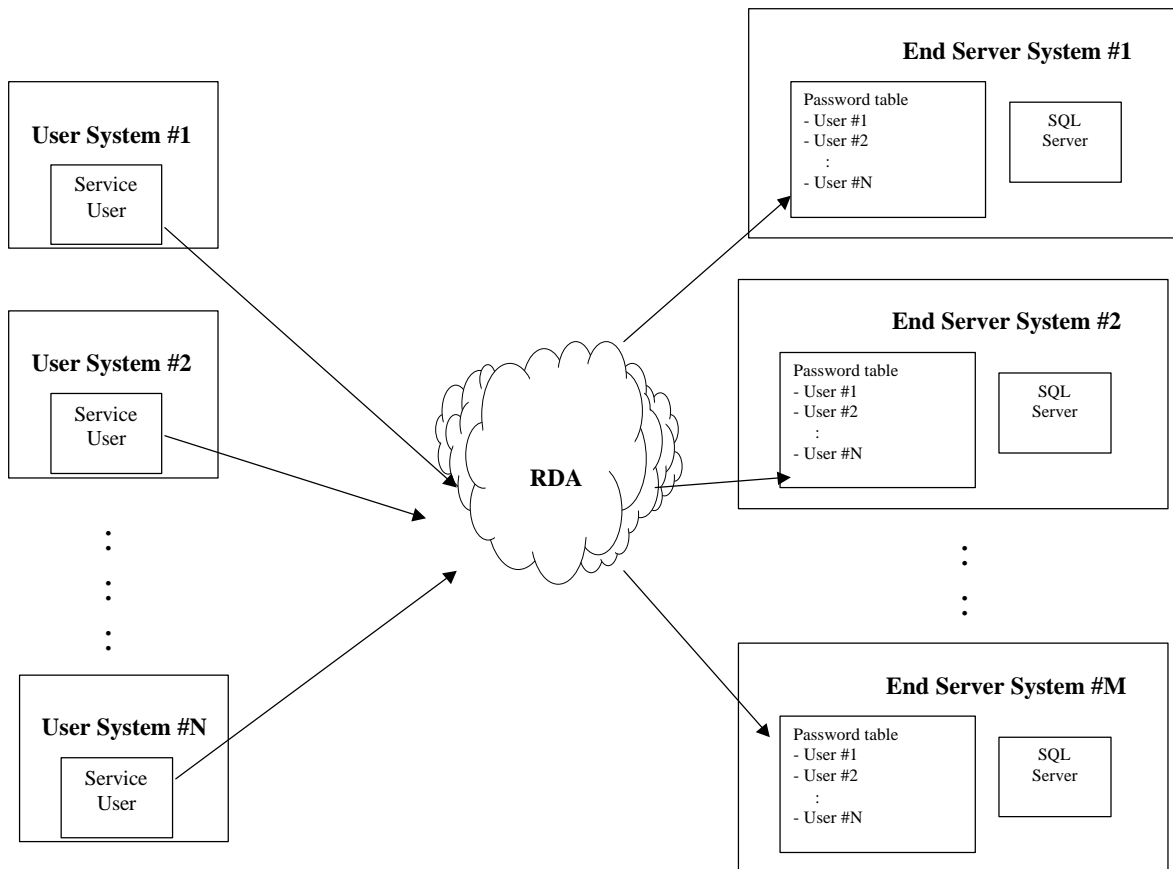 User System #1
Service
User
User System #2
Service
User
:
:
:
User System #N
Service
User
RDA
End Server System #1
Password table
- User #1
- User #2
:
- User #N
SQL
Server
End Server System #2
Password table
- User #1
- User #2
:
- User #N
SQL
Server
:
:
End Server System #M
Password table
- User #1
- User #2
:
- User #N
SQL
Server